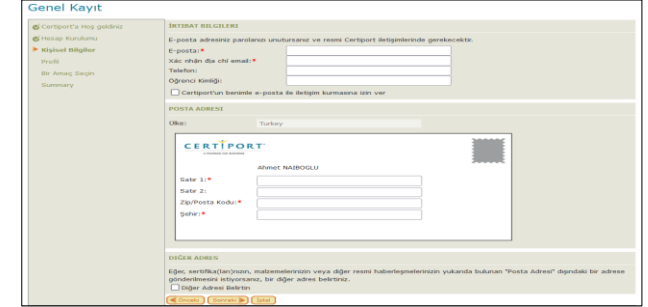 Genel Kayıt
Certiport'a Hoş geldiniz
Hesap Kurulumu
Kişisel Bilgiler
Profil
Bir Amaç Seçin
Summary
İRTİBAT BİLGİLERİ
E-posta adresiniz parolanızı unutursanız ve resmi Certiport iletişimlerinde gerekecektir.
E-posta:*
Xác nhận địa chỉ email:*
Telefon:
Öğrenci Kimliği:
Certiport'un benimle e-posta ile iletişim kurmasına izin ver
POSTA ADRESİ
Ülke: Turkey
CERTIPORT
Ahmet NAIBOGLU
Satır 1:*
Satır 2:
Zip/Posta Kodu:*
Şehir:*
DİĞER ADRES
Eğer, sertifika(ları)nızın, malzemelerinizin veya diğer resmi haberleşmelerinizin yukarıda bulunan "Posta Adresi" dışındaki bir adrese
gönderilmesini istiyorsanız, bir diğer adres belirtiniz.
Diğer Adresi Belirtin
Önceki Sonraki İptal